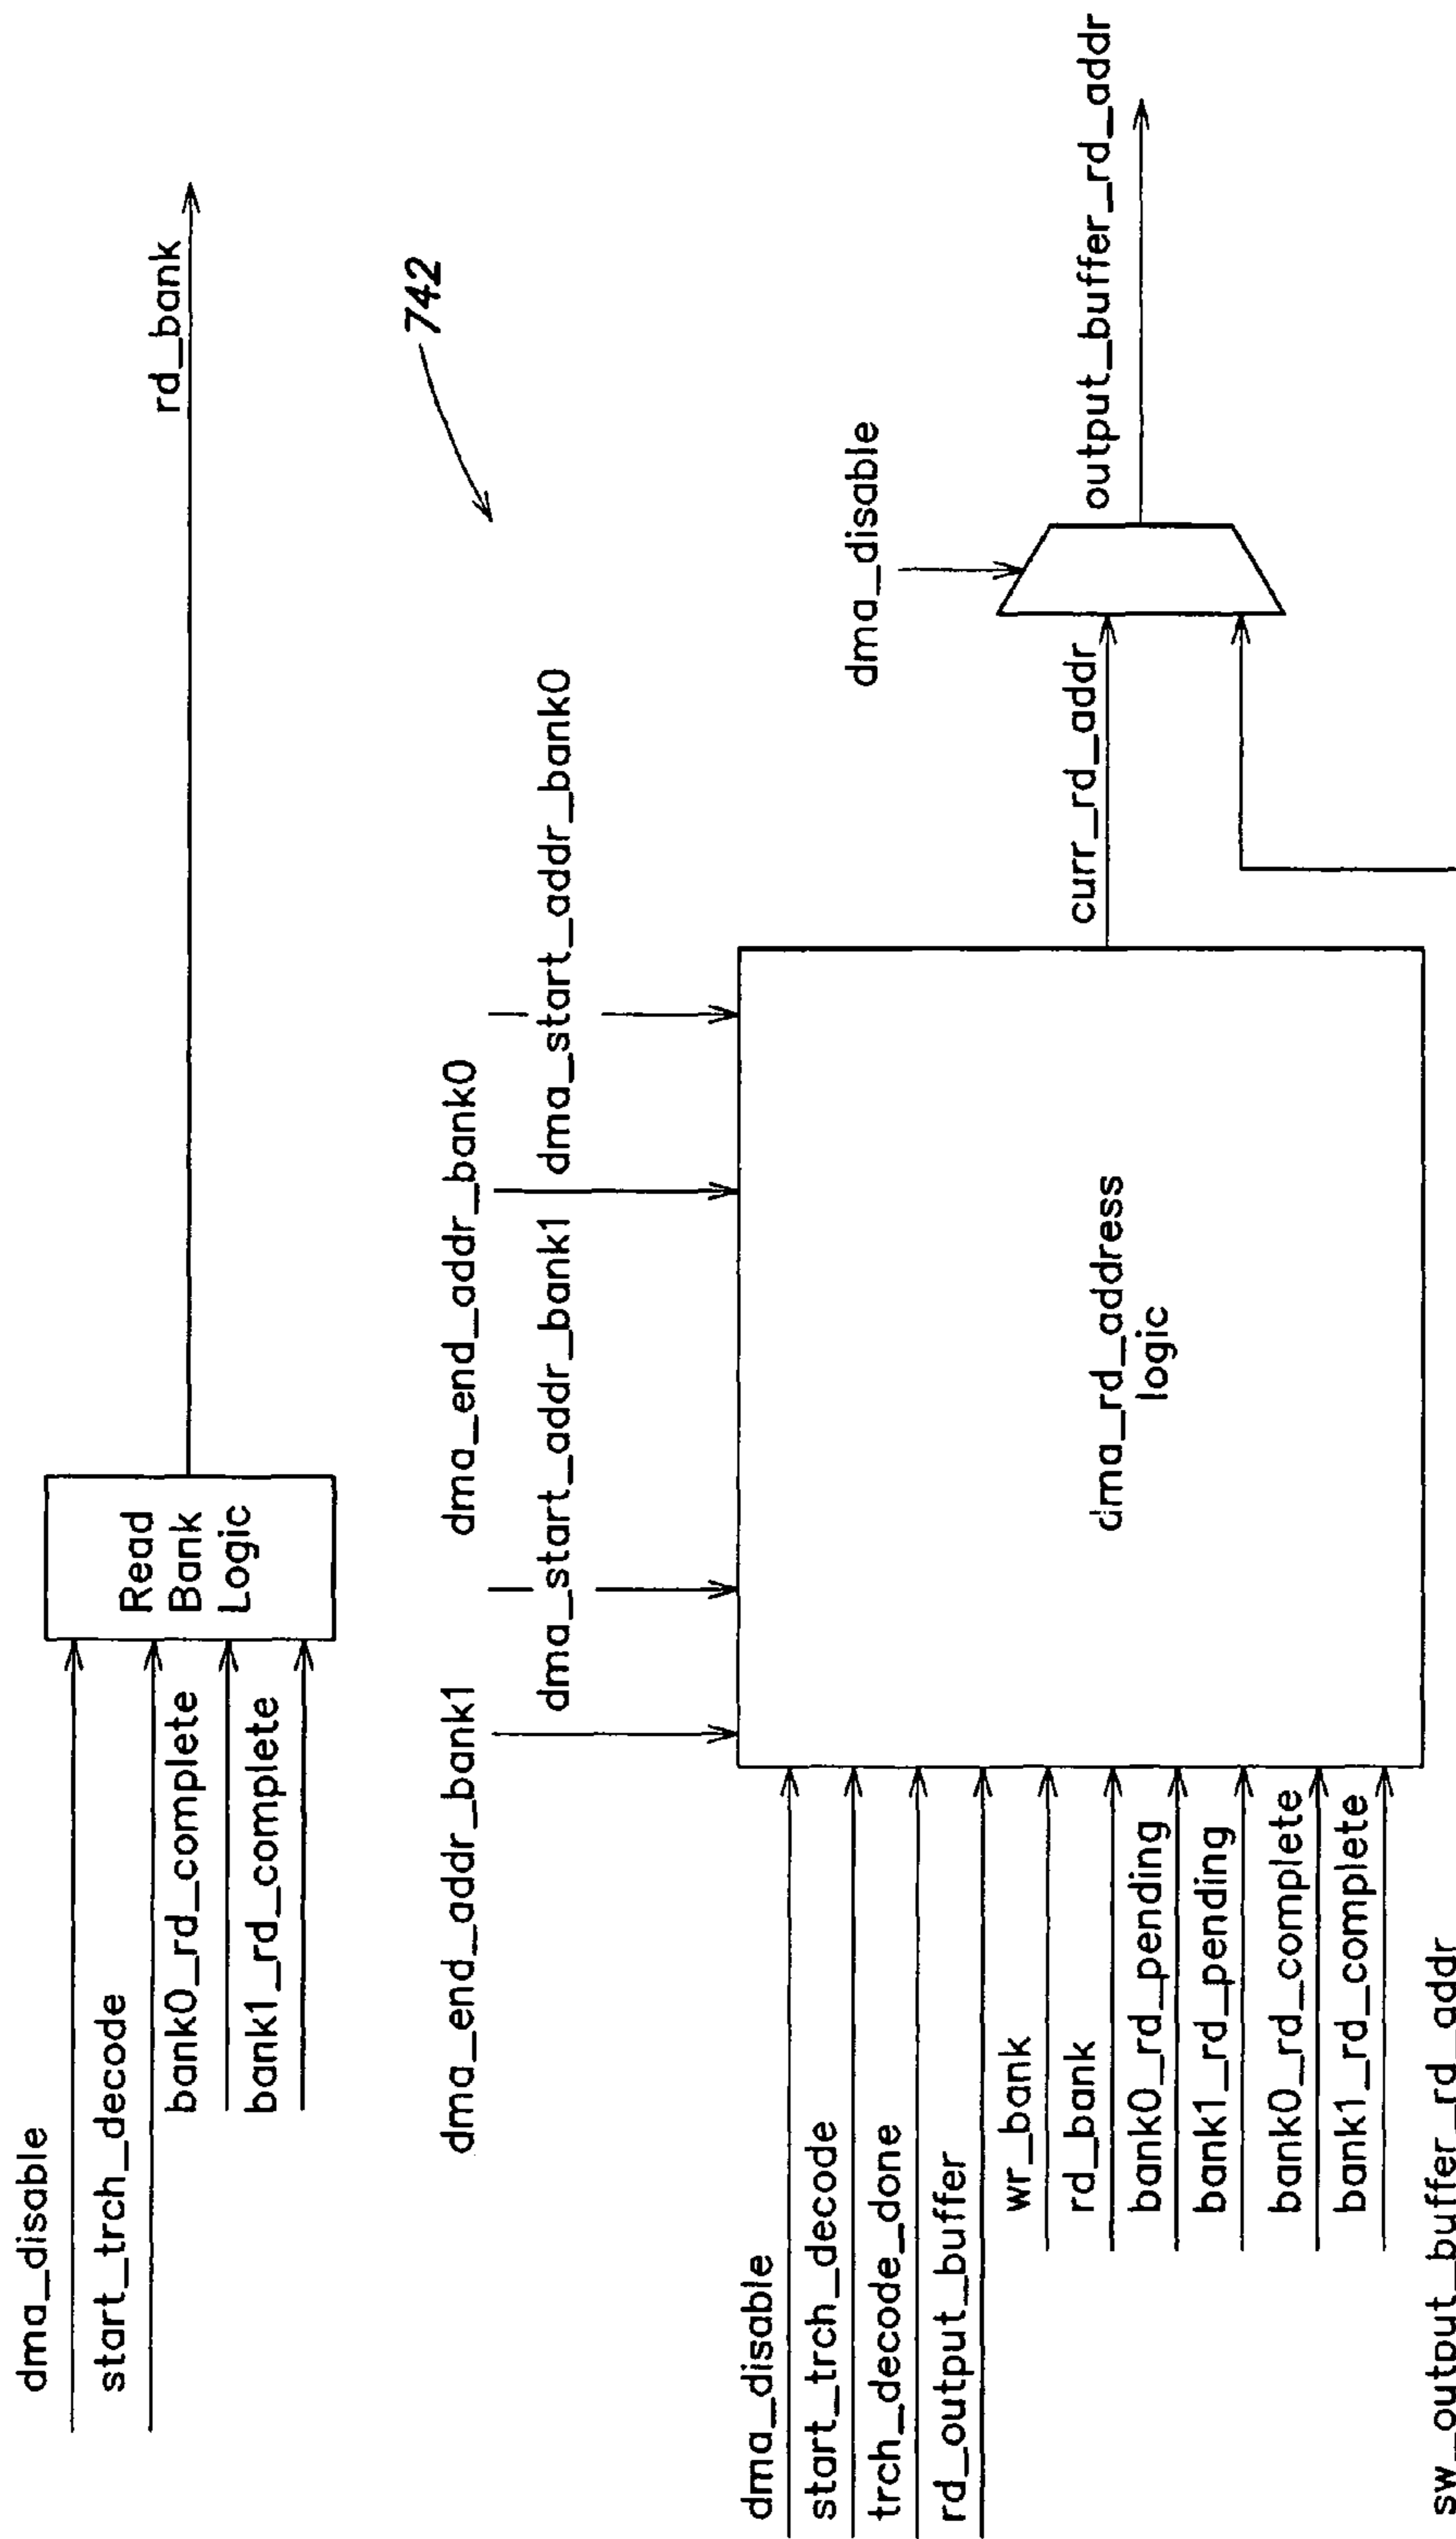 dma_disable
start_trch_decode
bank0_rd_complete
bank1_rd_complete
Read
Bank
Logic
rd_bank
742
dma_end_addr_bank1
dma_end_addr_bank0
dma_start_addr_bank1
dma_start_addr_bank0
dma_disable
start_trch_decode
trch_decode_done
rd_output_buffer
wr_bank
rd_bank
bank0_rd_pending
bank1_rd_pending
bank0_rd_complete
bank1_rd_complete
sw_output_buffer_rd_addr
dma_rd_address
logic
curr_rd_addr
dma_disable
output_buffer_rd_addr